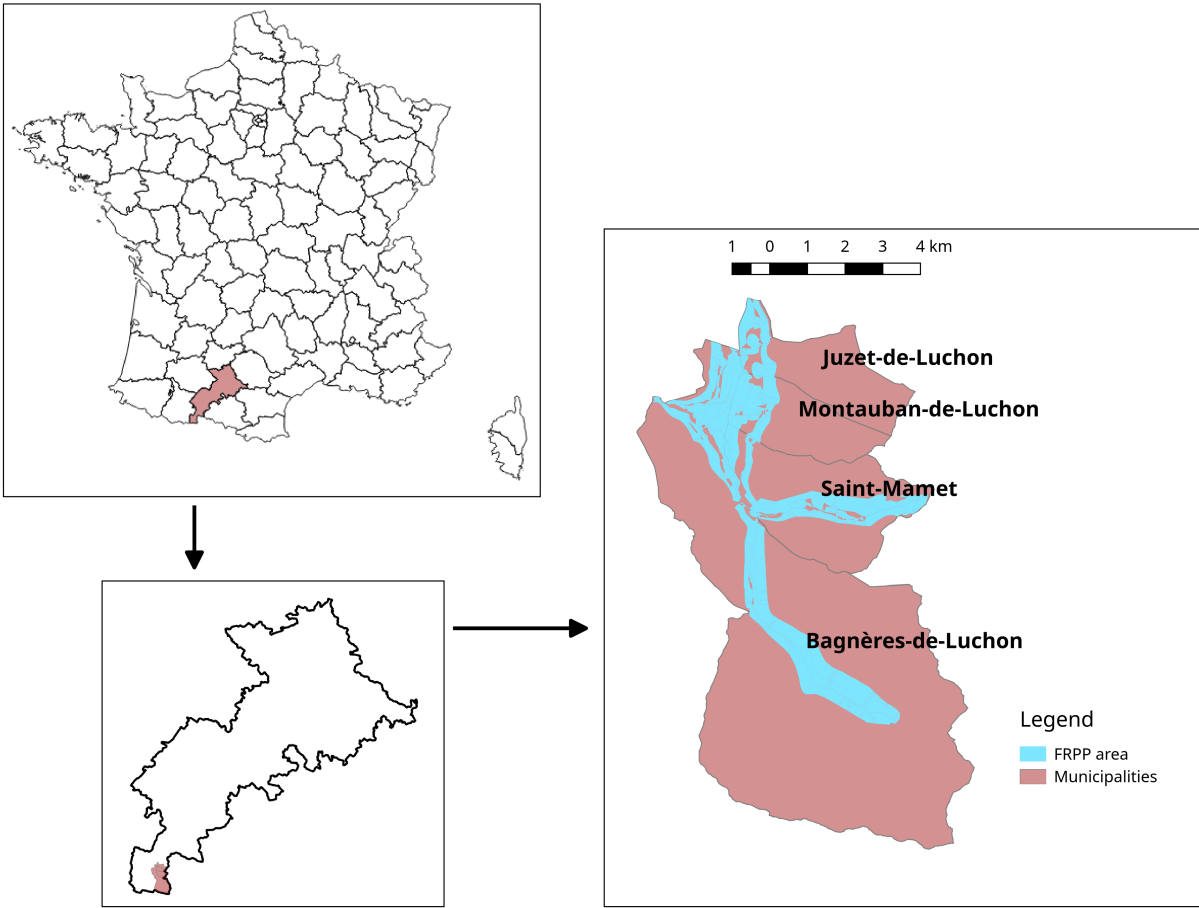 1 0 1 2 3 4 km
Juzet-de-Luchon
Montauban-de-Luchon
Saint-Mamet
Bagnères-de-Luchon
Legend
FRPP area
Municipalities